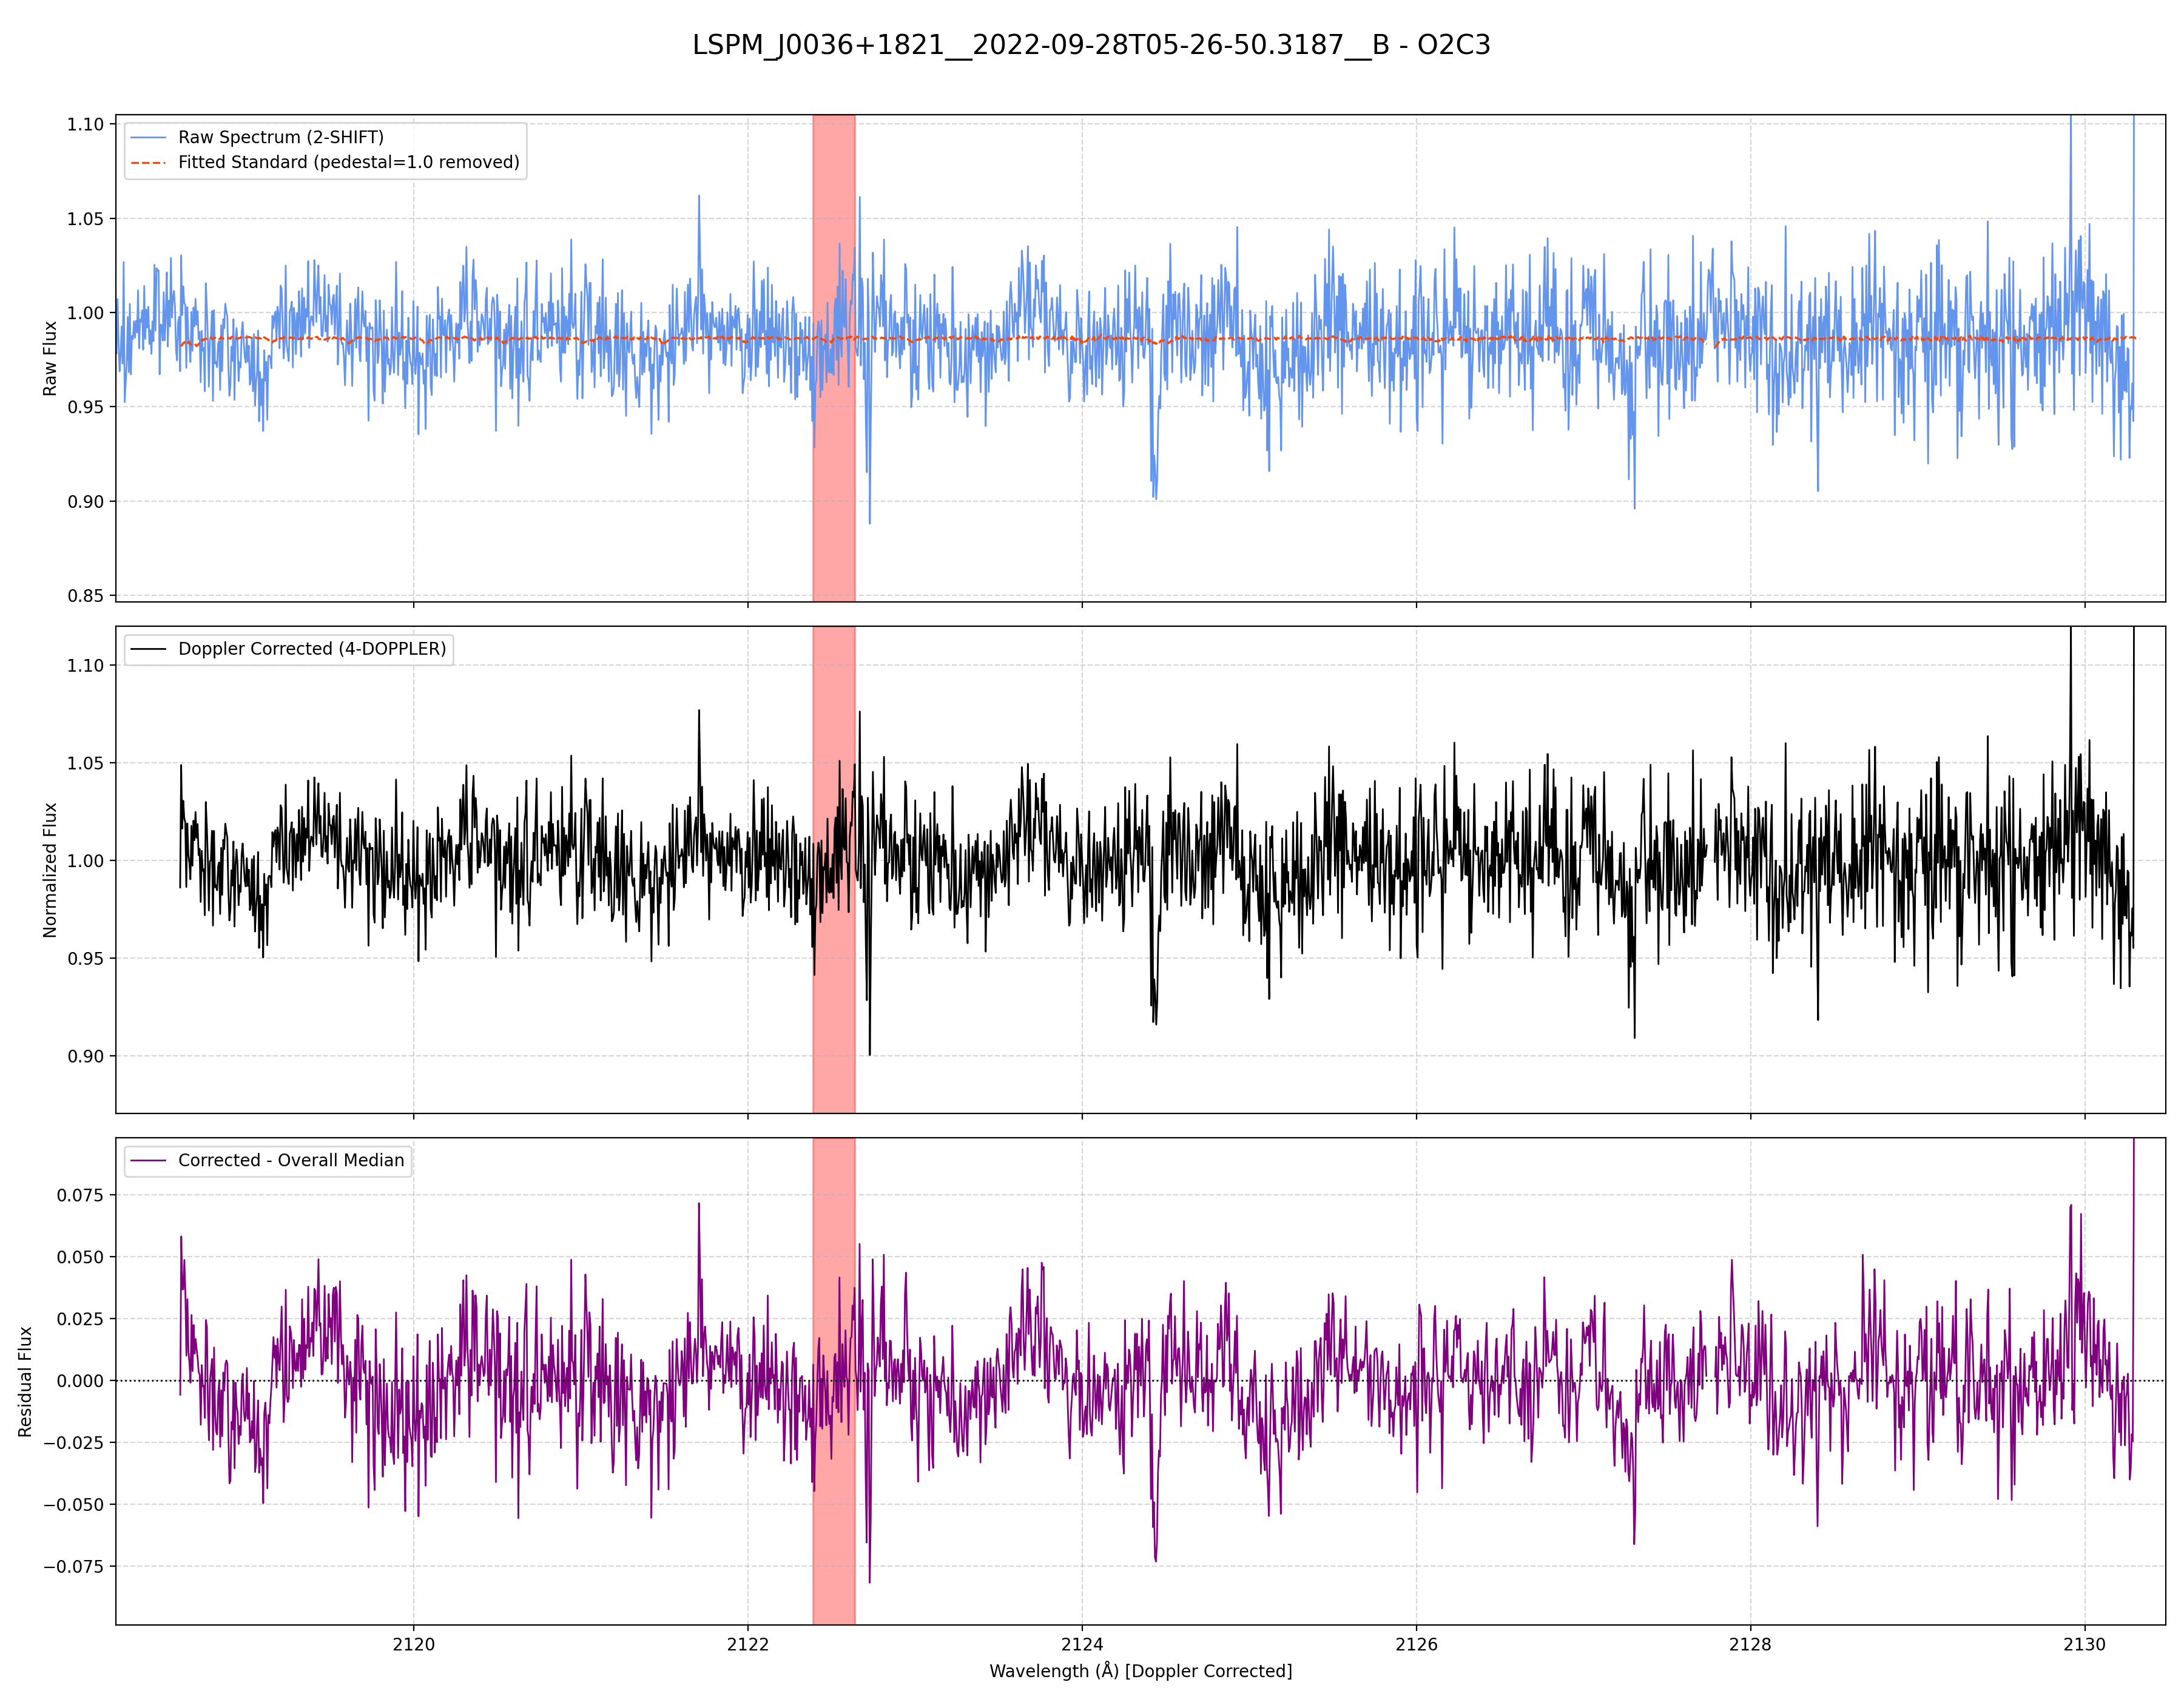 LSPM_J0036+1821__2022-09-28T05-26-50.3187__B - O2C3
Raw Spectrum (2-SHIFT)
Fitted Standard (pedestal=1.0 removed)
1.10
1.05
1.00
0.95
0.90
0.85
Raw Flux
Doppler Corrected (4-DOPPLER)
1.10
1.05
1.00
0.95
0.90
Normalized Flux
Corrected - Overall Median
0.075
0.050
0.025
0.000
−0.025
−0.050
−0.075
Residual Flux
2120
2122
2124
2126
2128
2130
Wavelength (Å) [Doppler Corrected]